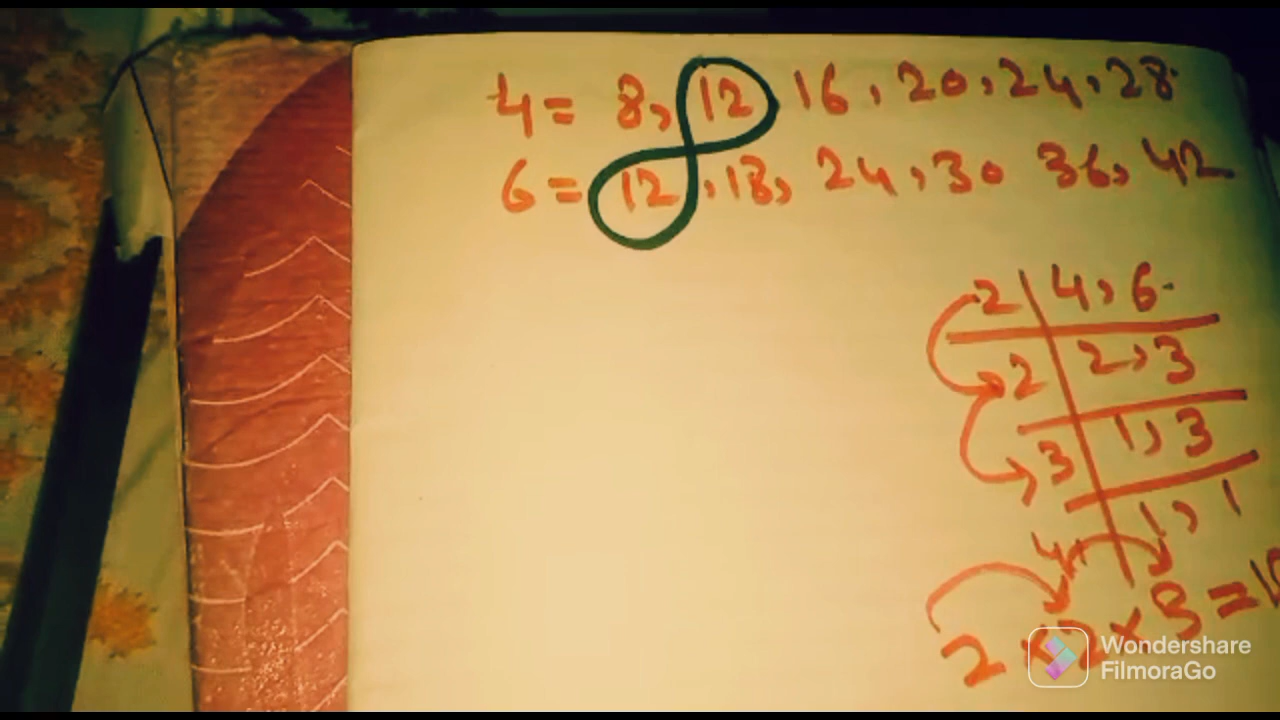 4 = 8, 12 16, 20, 24, 28
6 = 12, 18, 24, 30 36, 42
2 | 4, 6
2 | 2, 3
3 | 1, 3
1, 1
4
2 × 2 × 3 =
Wondershare
FilmoraGo